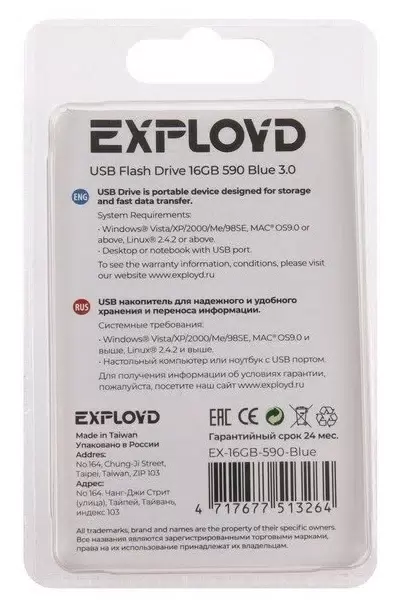 EXPLOYD
USB Flash Drive 16GB 590 Blue 3.0
ENG
USB Drive is portable device designed for storage
and fast data transfer.
System Requirements:
- Windows® Vista/XP/2000/Me/98SE, MAC® OS9.0 or
above, Linux® 2.4.2 or above.
- Desktop or notebook with USB port.
To see the warranty information, conditions, please visit
our website www.exployd.ru
RUS
USB накопитель для надежного и удобного
хранения и переноса информации.
Системные требования:
- Windows® Vista/XP/2000/Me/98SE, MAC® OS9.0 и
выше, Linux® 2.4.2 и выше.
- Настольный компьютер или ноутбук с USB портом.
Для получения информации об условиях гарантии,
пожалуйста, посетите наш сайт www.exployd.ru
EXPLOYD
Made in Taiwan
Упаковано в России
Addres:
No.164, Chung-Ji Street,
Taipei, Taiwan, ZIP 103
Адрес:
No.164, Чанг-Джи Стрит
(улица), Тайпей, Тайвань,
индекс 103
EAC CE
Гарантийный срок 24 мес.
EX-16GB-590-Blue
4 717677 513264
All trademarks, brand and names are the property of their specific owners.
Все названия являются зарегистрированными торговыми марками,
права на их использование принадлежат их владельцам.